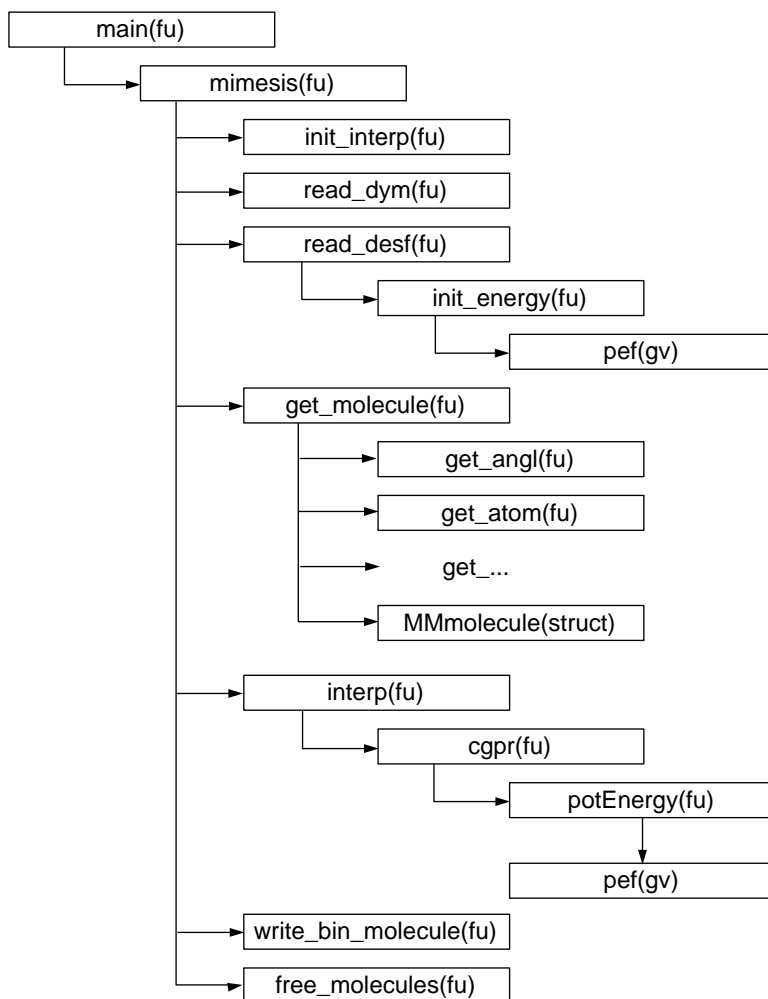 main(fu)
mimesis(fu)
init_interp(fu)
read_dym(fu)
read_desf(fu)
init_energy(fu)
pef(gv)
get_molecule(fu)
get_angl(fu)
get_atom(fu)
get_...
MMmolecule(struct)
interp(fu)
cgpr(fu)
potEnergy(fu)
pef(gv)
write_bin_molecule(fu)
free_molecules(fu)